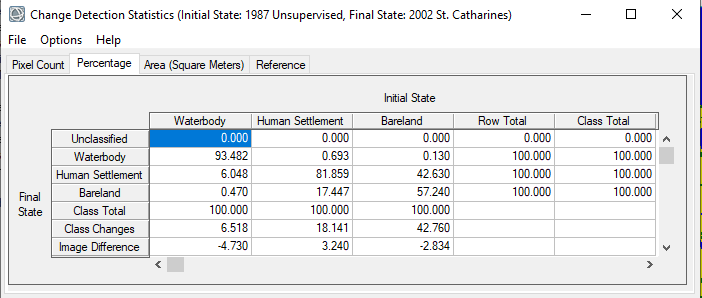 Change Detection Statistics (Initial State: 1987 Unsupervised, Final State: 2002 St. Catharines)
File Options Help
Pixel Count Percentage Area (Square Meters) Reference
Initial State
Waterbody Human Settlement Bareland Row Total Class Total
Unclassified 0.000 0.000 0.000 0.000 0.000
Waterbody 93.482 0.693 0.130 100.000 100.000
Human Settlement 6.048 81.859 42.630 100.000 100.000
Final State
Bareland 0.470 17.447 57.240 100.000 100.000
Class Total 100.000 100.000 100.000
Class Changes 6.518 18.141 42.760
Image Difference -4.730 3.240 -2.834